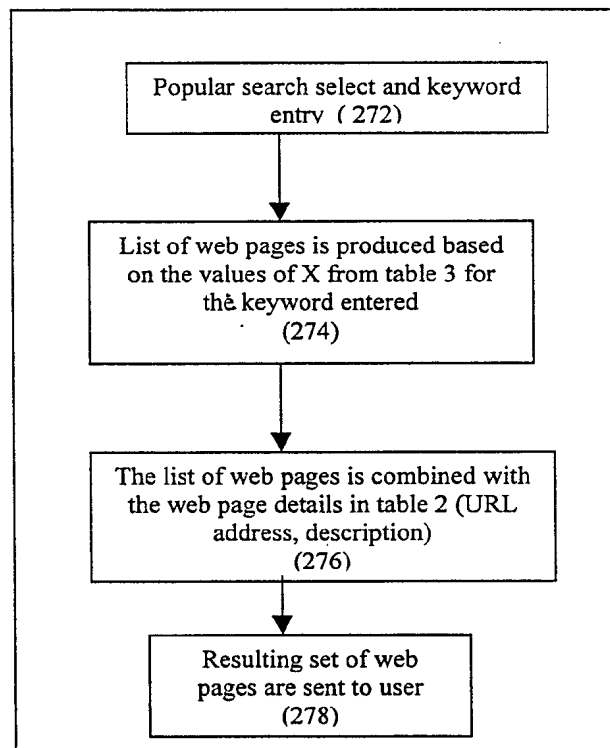 Popular search select and keyword
entry ( 272)
List of web pages is produced based
on the values of X from table 3 for
the keyword entered
(274)
The list of web pages is combined with
the web page details in table 2 (URL
address, description)
(276)
Resulting set of web
pages are sent to user
(278)